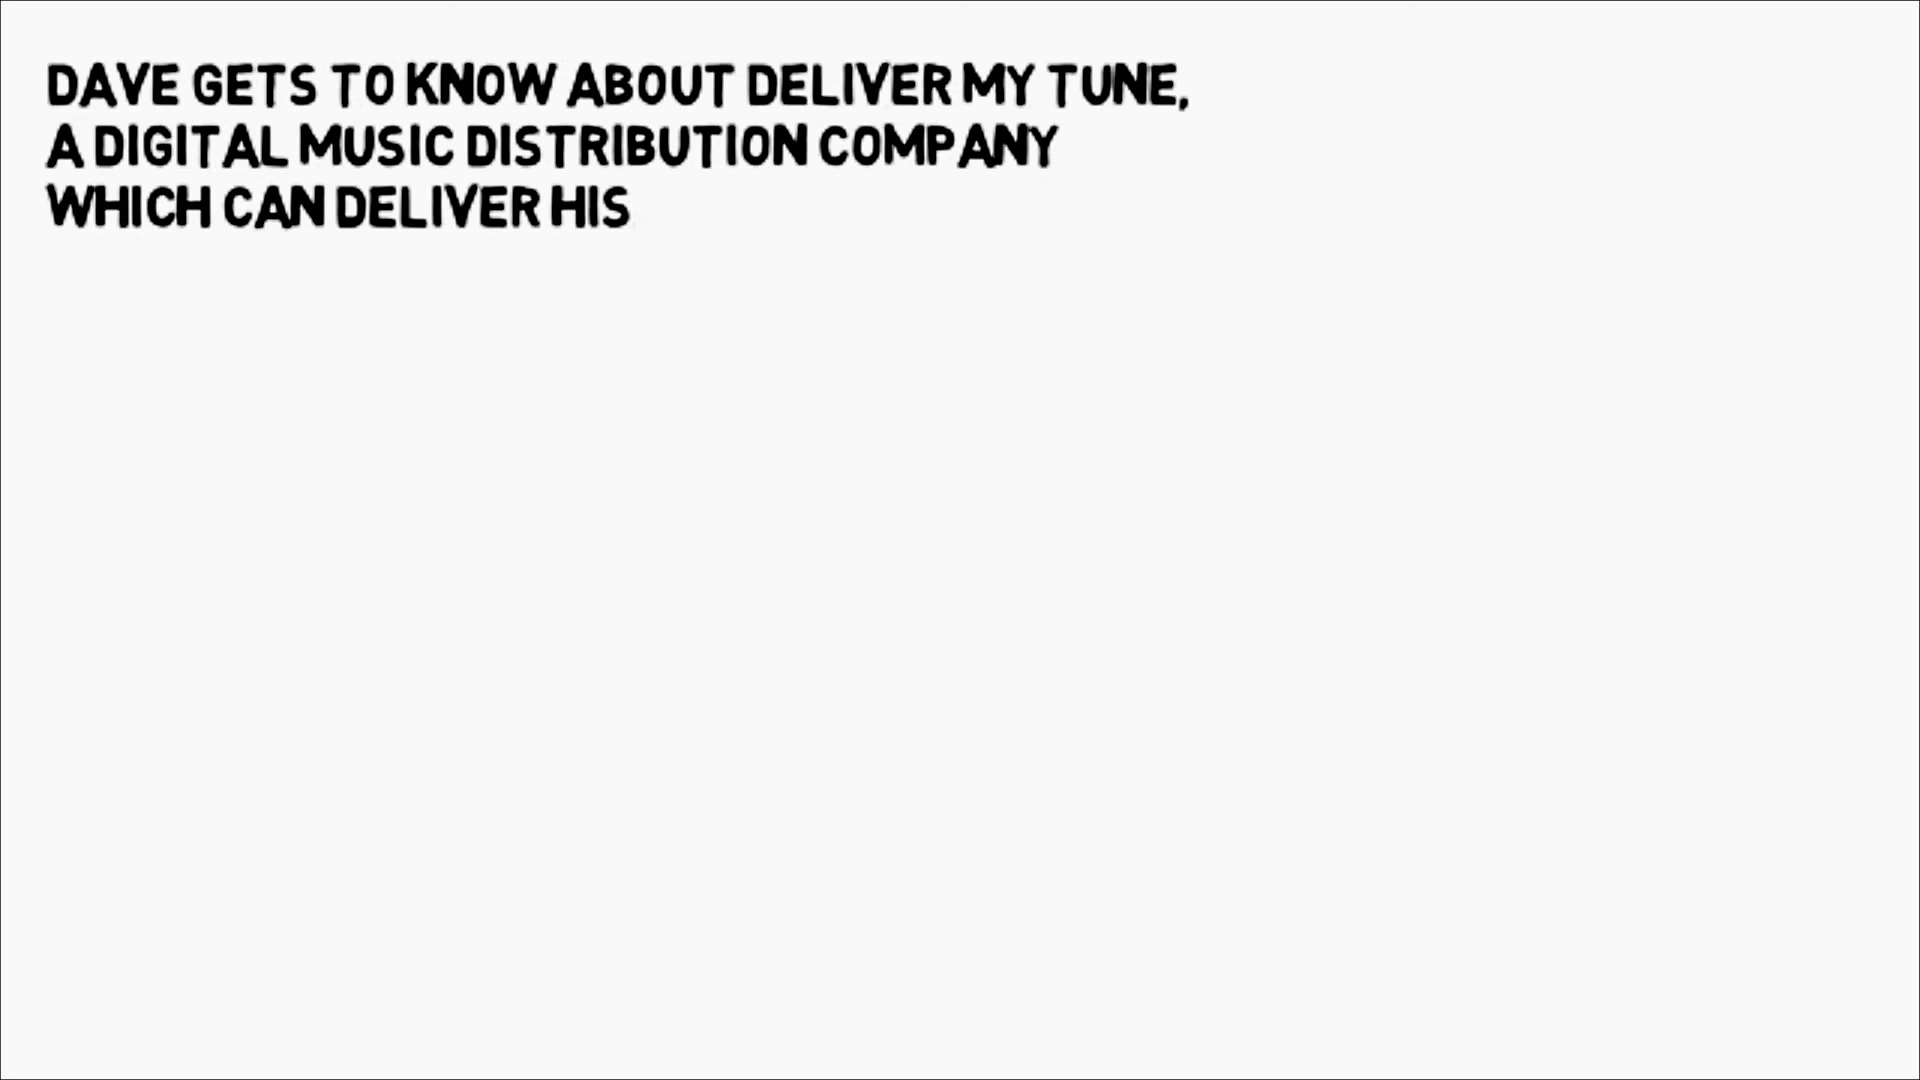 DAVE GETS TO KNOW ABOUT DELIVER MY TUNE,
A DIGITAL MUSIC DISTRIBUTION COMPANY
WHICH CAN DELIVER HIS